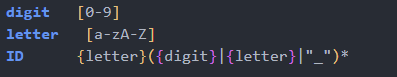 digit    [0-9]
letter    [a-zA-Z]
ID       {letter}({digit}|{letter}|"_")*